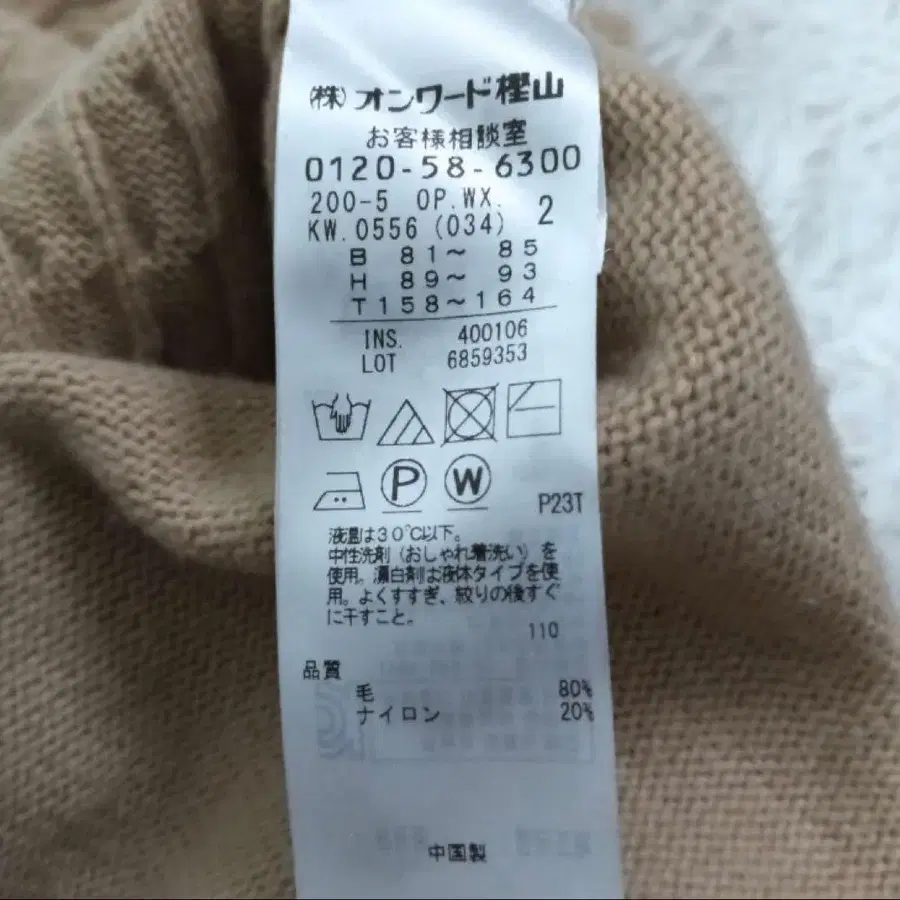 (株)オンワード樫山
お客様相談室
0120-58-6300
200-5 OP.WX. 2
KW.0556 (034)
B 81～ 85
H 89～ 93
T158～164
INS. 400106
LOT 6859353
P W P23T
液温は30℃以下。
中性洗剤(おしゃれ着洗い)を
使用。漂白剤は液体タイプを使
用。よくすすぎ、絞りの後すぐ
に干すこと。
110
品質
毛 80%
ナイロン 20%
中国製